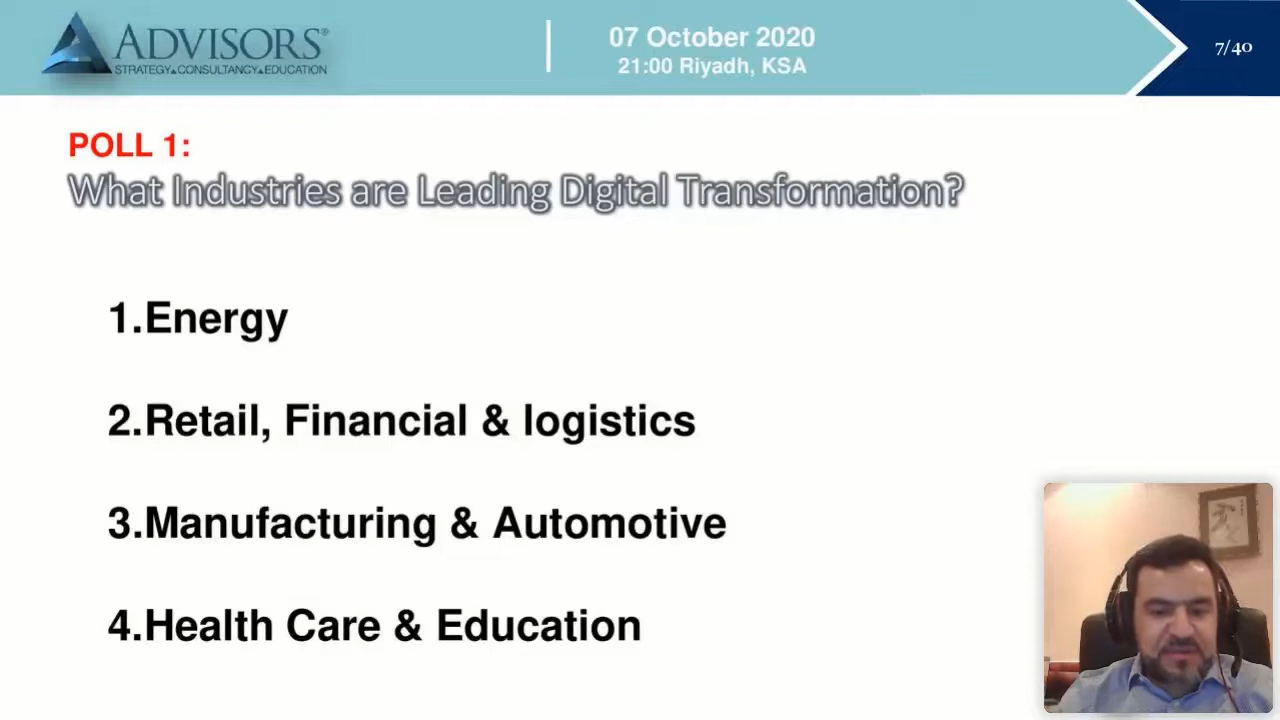 ADVISORS®
STRATEGY▲CONSULTANCY▲EDUCATION
07 October 2020
21:00 Riyadh, KSA
7/40
POLL 1:
What Industries are Leading Digital Transformation?
1.Energy
2.Retail, Financial & logistics
3.Manufacturing & Automotive
4.Health Care & Education